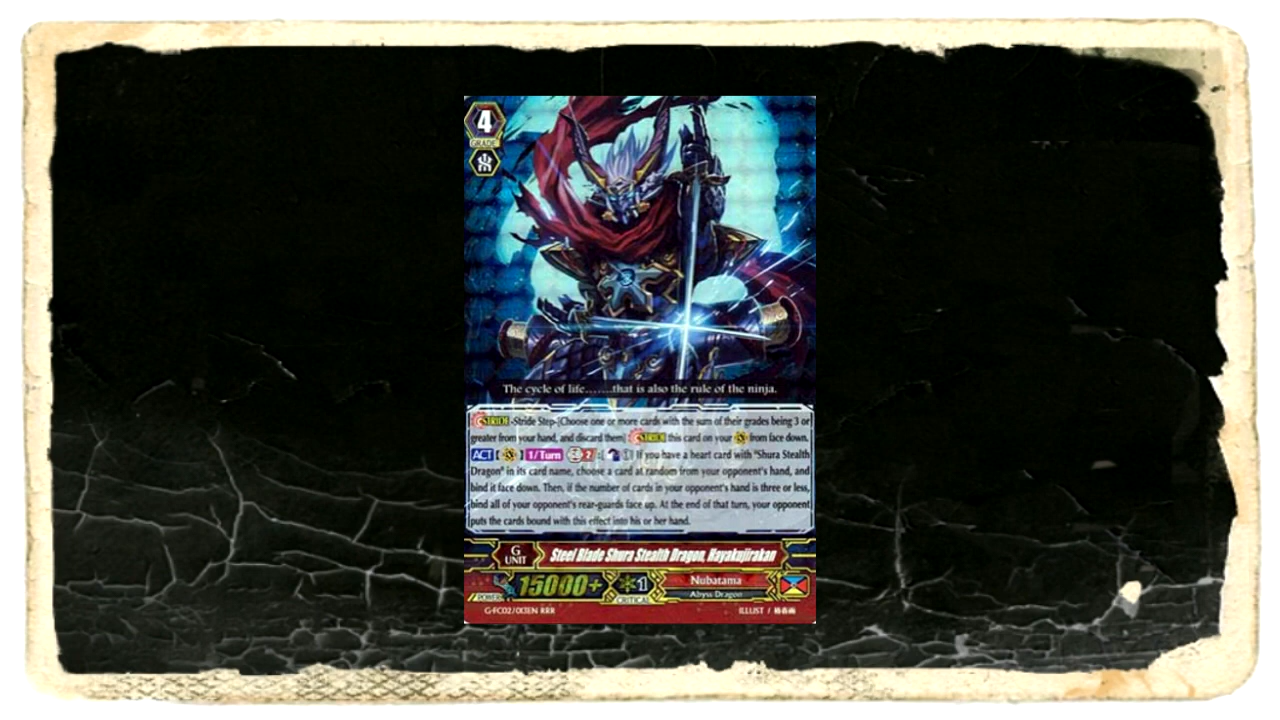 4
GRADE
The cycle of life.......that is also the rule of the ninja.
STRIDE -Stride Step-[Choose one or more cards with the sum of their grades being 3 or
greater from your hand, and discard them] STRIDE this card on your from face down.
ACT [ ] 1/Turn 2 :[ 1] If you have a heart card with "Shura Stealth
Dragon" in its card name, choose a card at random from your opponent's hand, and
bind it face down. Then, if the number of cards in your opponent's hand is three or less,
bind all of your opponent's rear-guards face up. At the end of that turn, your opponent
puts the cards bound with this effect into his or her hand.
G UNIT
Steel Blade Shura Stealth Dragon, Hayakujirakan
POWER 15000+ 1 CRITICAL
Nubatama
Abyss Dragon
G-FC02/013EN RRR
ILLUST /